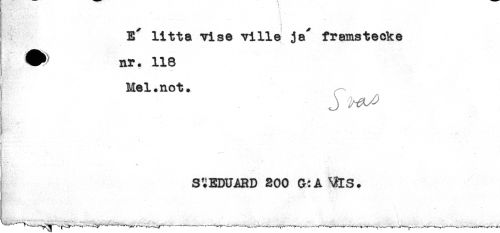 E´ litta vise ville ja´ framstecke
nr. 118
Mel.not.
Svas
S:t EDUARD 200 G:A VIS.